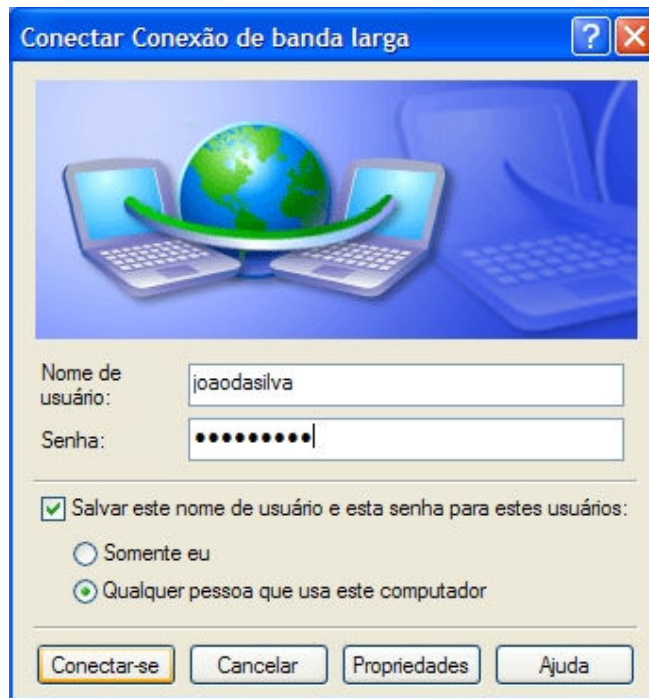 Conectar Conexão de banda larga
?
X
Nome de
usuário:
joaodasilva
Senha:
•••••••••
Salvar este nome de usuário e esta senha para estes usuários:
Somente eu
Qualquer pessoa que usa este computador
Conectar-se
Cancelar
Propriedades
Ajuda